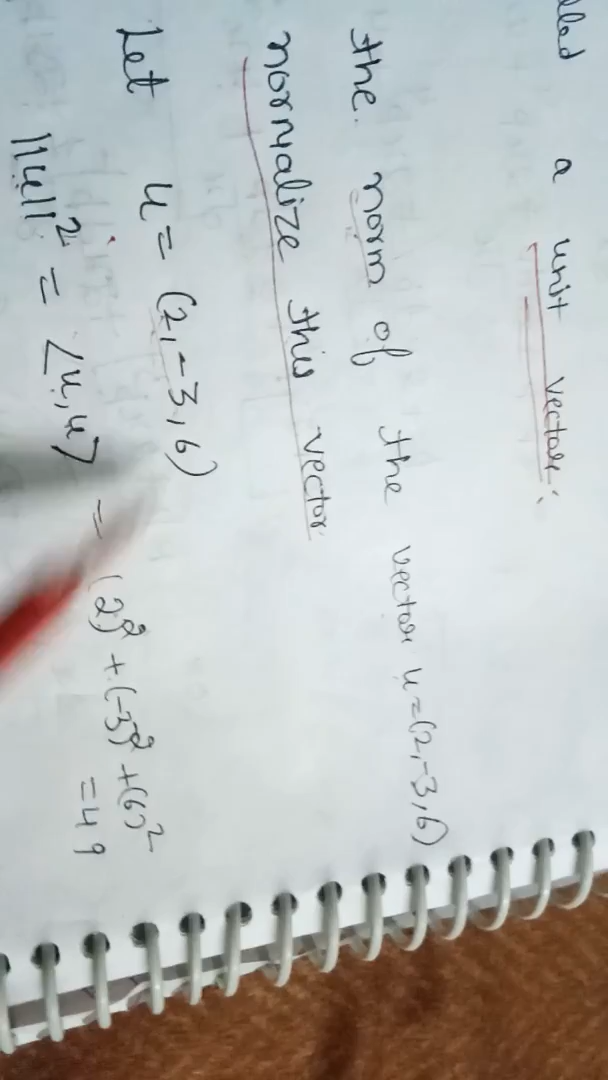 a unit vector:
the norm of the vector u=(2,-3,6)
normalize this vector
Let u = (2,-3,6)
||u||² = <u,u> = (2)² + (-3)² + (6)²
= 49